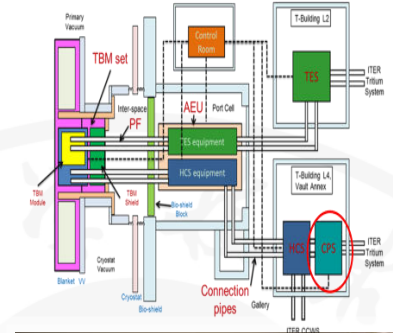 Primary
Vacuum
TBM set
Inter-space
PF
AEU
Port Cell
Control
Room
T-Building L2
TES
ITER
Tritium
System
TES equipment
HCS equipment
TBM
Module
TBM
Shield
Bio-shield
Block
T-Building L4,
Vault Annex
HCS
CPS
ITER
Tritium
System
Cryostat
Vacuum
Blanket VV
Cryostat
Bio-shield
Connection
pipes
Gallery
ITER CCWS